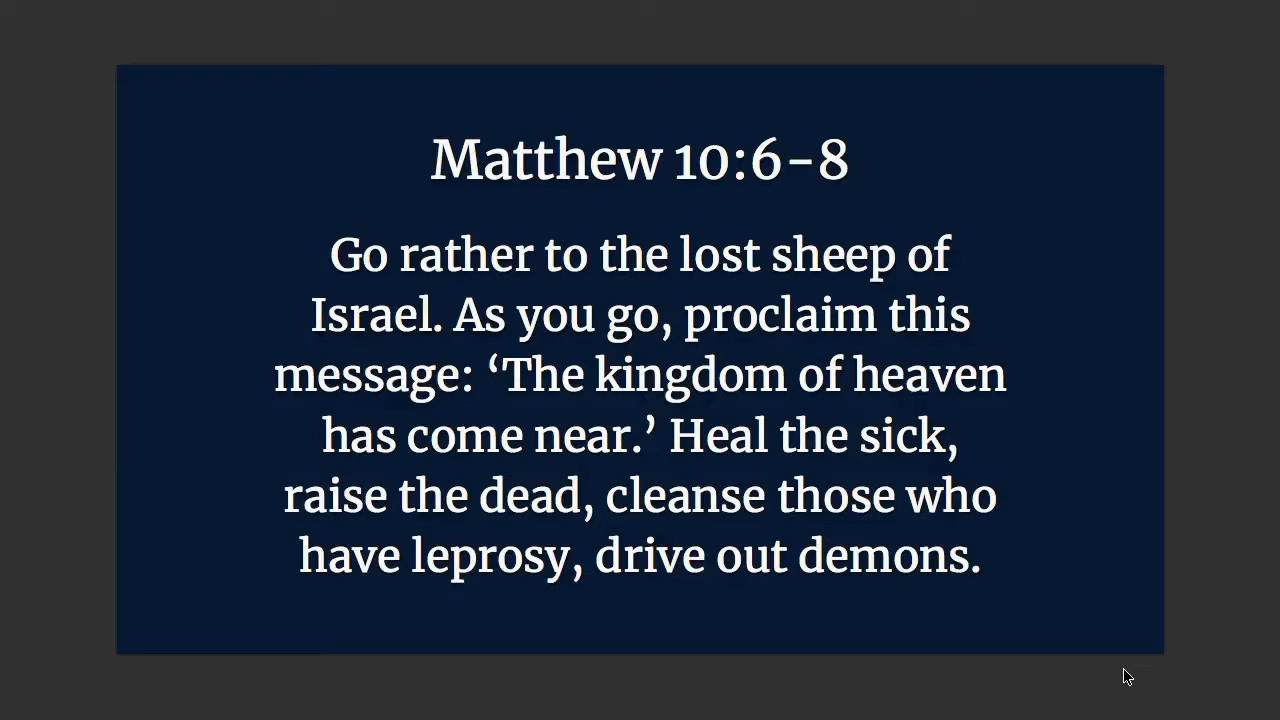 Matthew 10:6-8
Go rather to the lost sheep of
Israel. As you go, proclaim this
message: ‘The kingdom of heaven
has come near.’ Heal the sick,
raise the dead, cleanse those who
have leprosy, drive out demons.